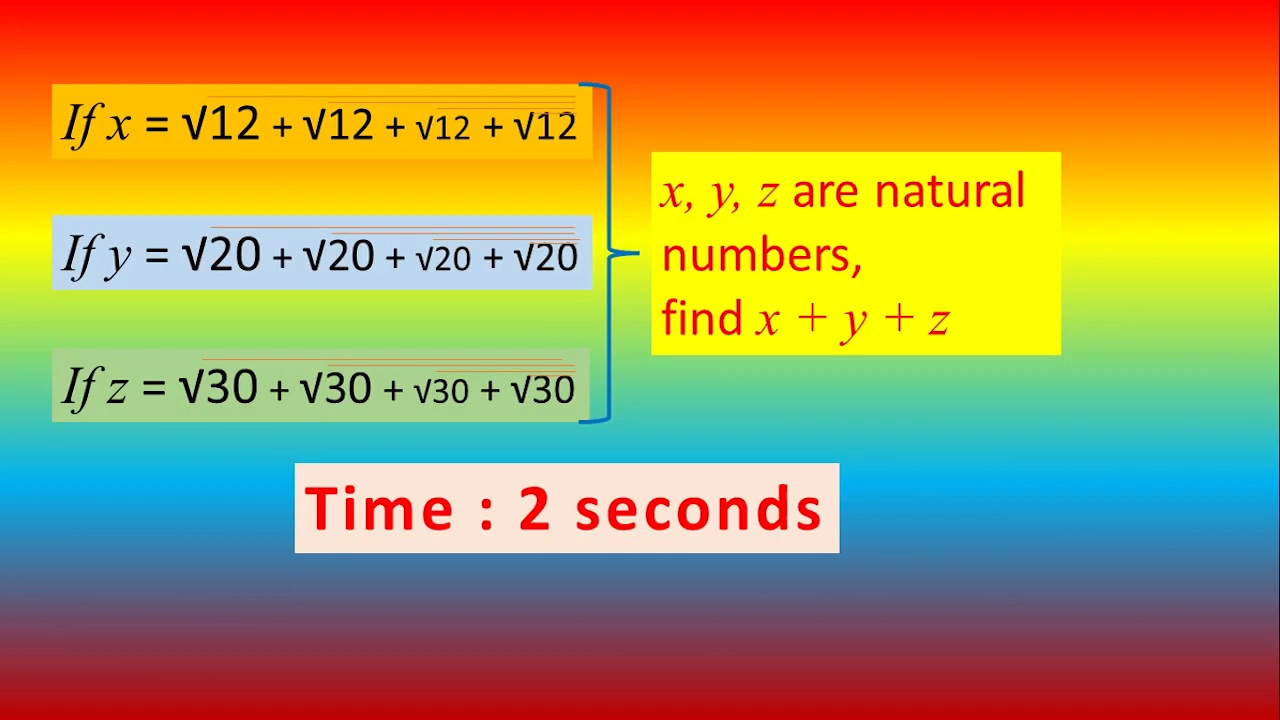 If x = √12 + √12 + √12 + √12
If y = √20 + √20 + √20 + √20
If z = √30 + √30 + √30 + √30
x, y, z are natural
numbers,
find x + y + z
Time : 2 seconds